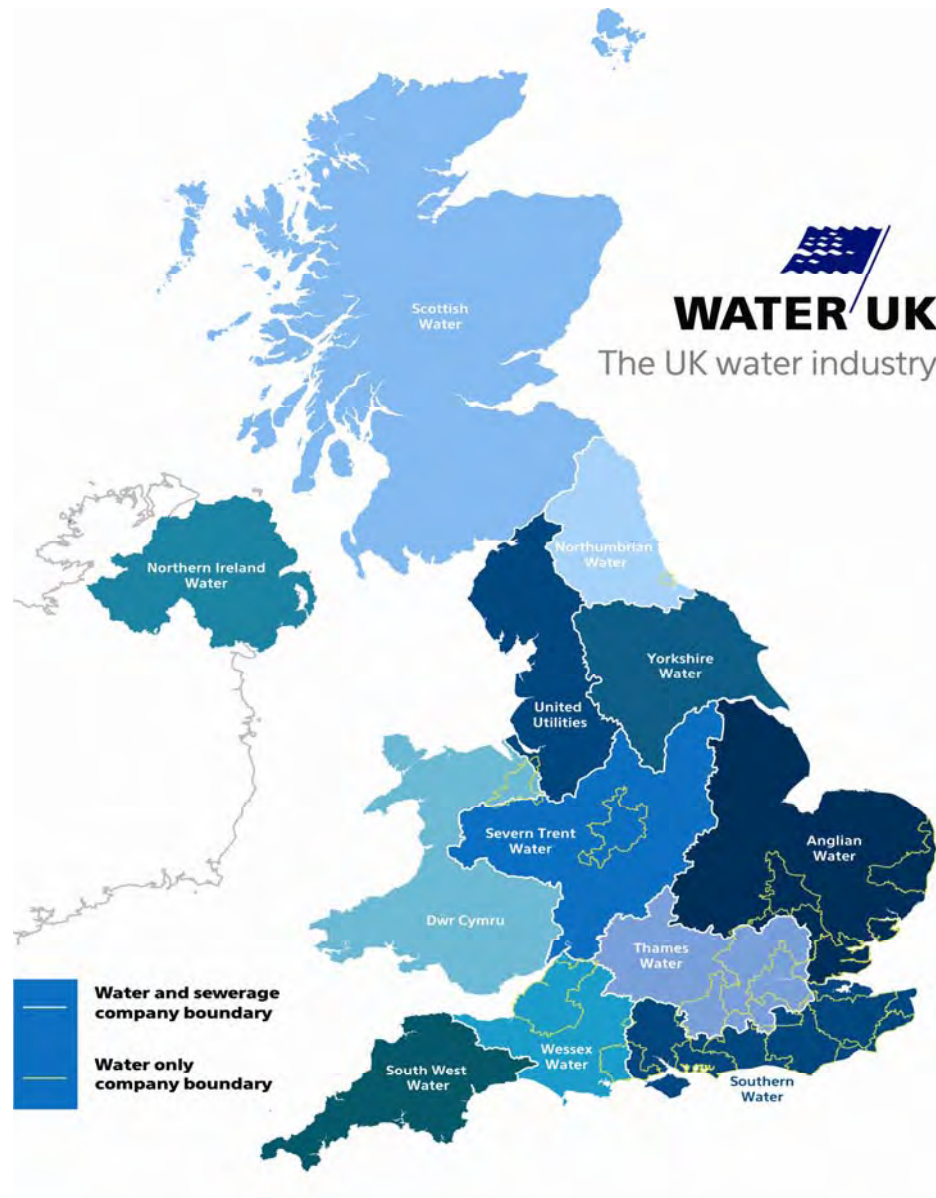 Scottish
Water
WATER UK
The UK water industry
Northumbrian
Water
Northern Ireland
Water
Yorkshire
Water
United
Utilities
Severn Trent
Water
Anglian
Water
Dwr Cymru
Thames
Water
Water and sewerage
company boundary
Wessex
Water
Water only
company boundary
South West
Water
Southern
Water